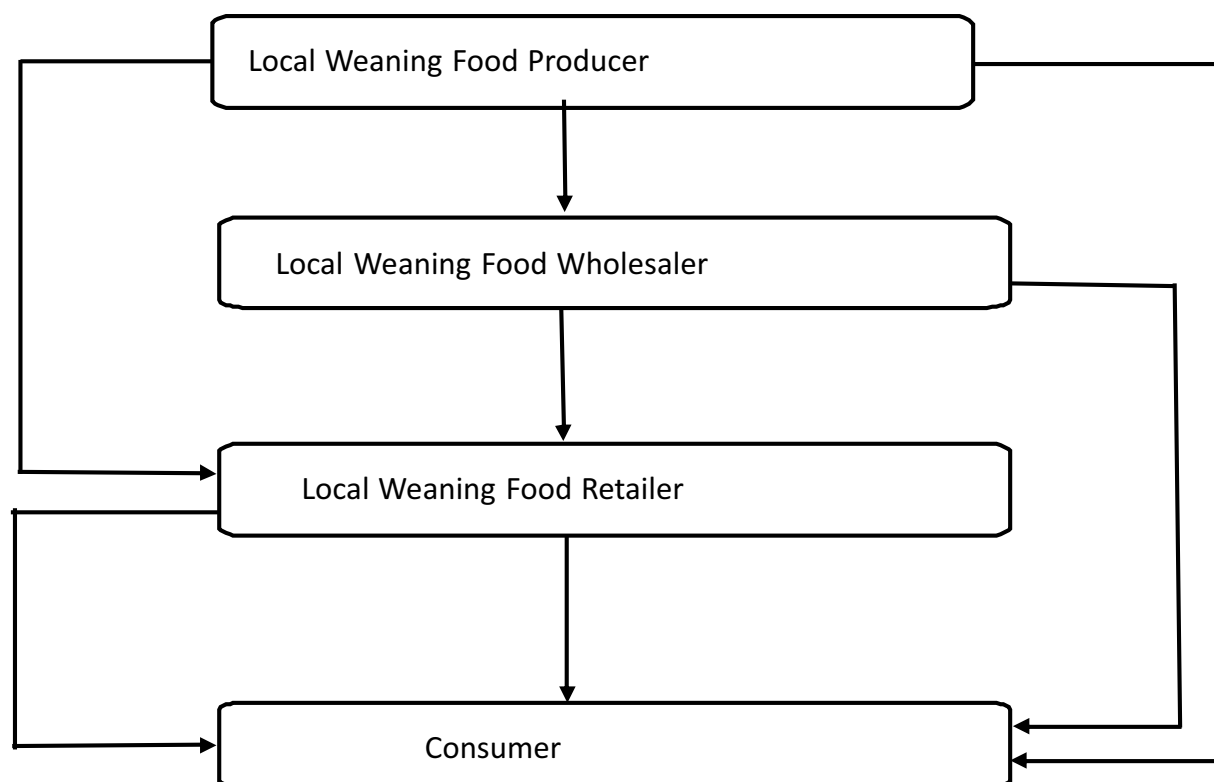 Local Weaning Food Producer
Local Weaning Food Wholesaler
Local Weaning Food Retailer
Consumer